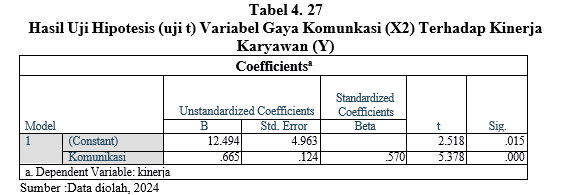 Tabel 4. 27
Hasil Uji Hipotesis (uji t) Variabel Gaya Komunkasi (X2) Terhadap Kinerja
Karyawan (Y)
Coefficientsª
Unstandardized Coefficients Standardized Coefficients
Model B Std. Error Beta t Sig.
1 (Constant) 12.494 4.963 2.518 .015
Komunikasi .665 .124 .570 5.378 .000
a. Dependent Variable: kinerja
Sumber :Data diolah, 2024